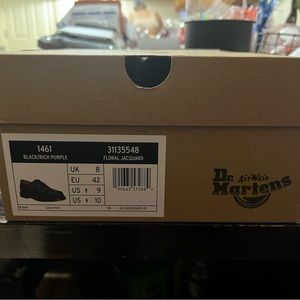 1461
BLACK/RICH PURPLE
31135548
FLORAL JACQUARD
UK 8
EU 42
US 9
US 10
Dr. AirWair
Martens